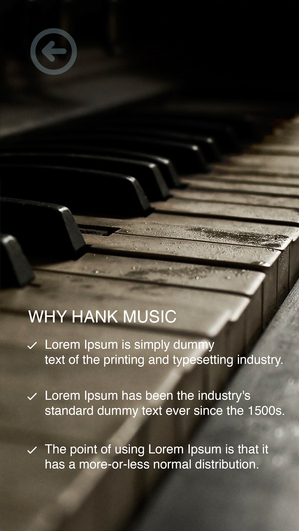 WHY HANK MUSIC
Lorem Ipsum is simply dummy
text of the printing and typesetting industry.
Lorem Ipsum has been the industry's
standard dummy text ever since the 1500s.
The point of using Lorem Ipsum is that it
has a more-or-less normal distribution.